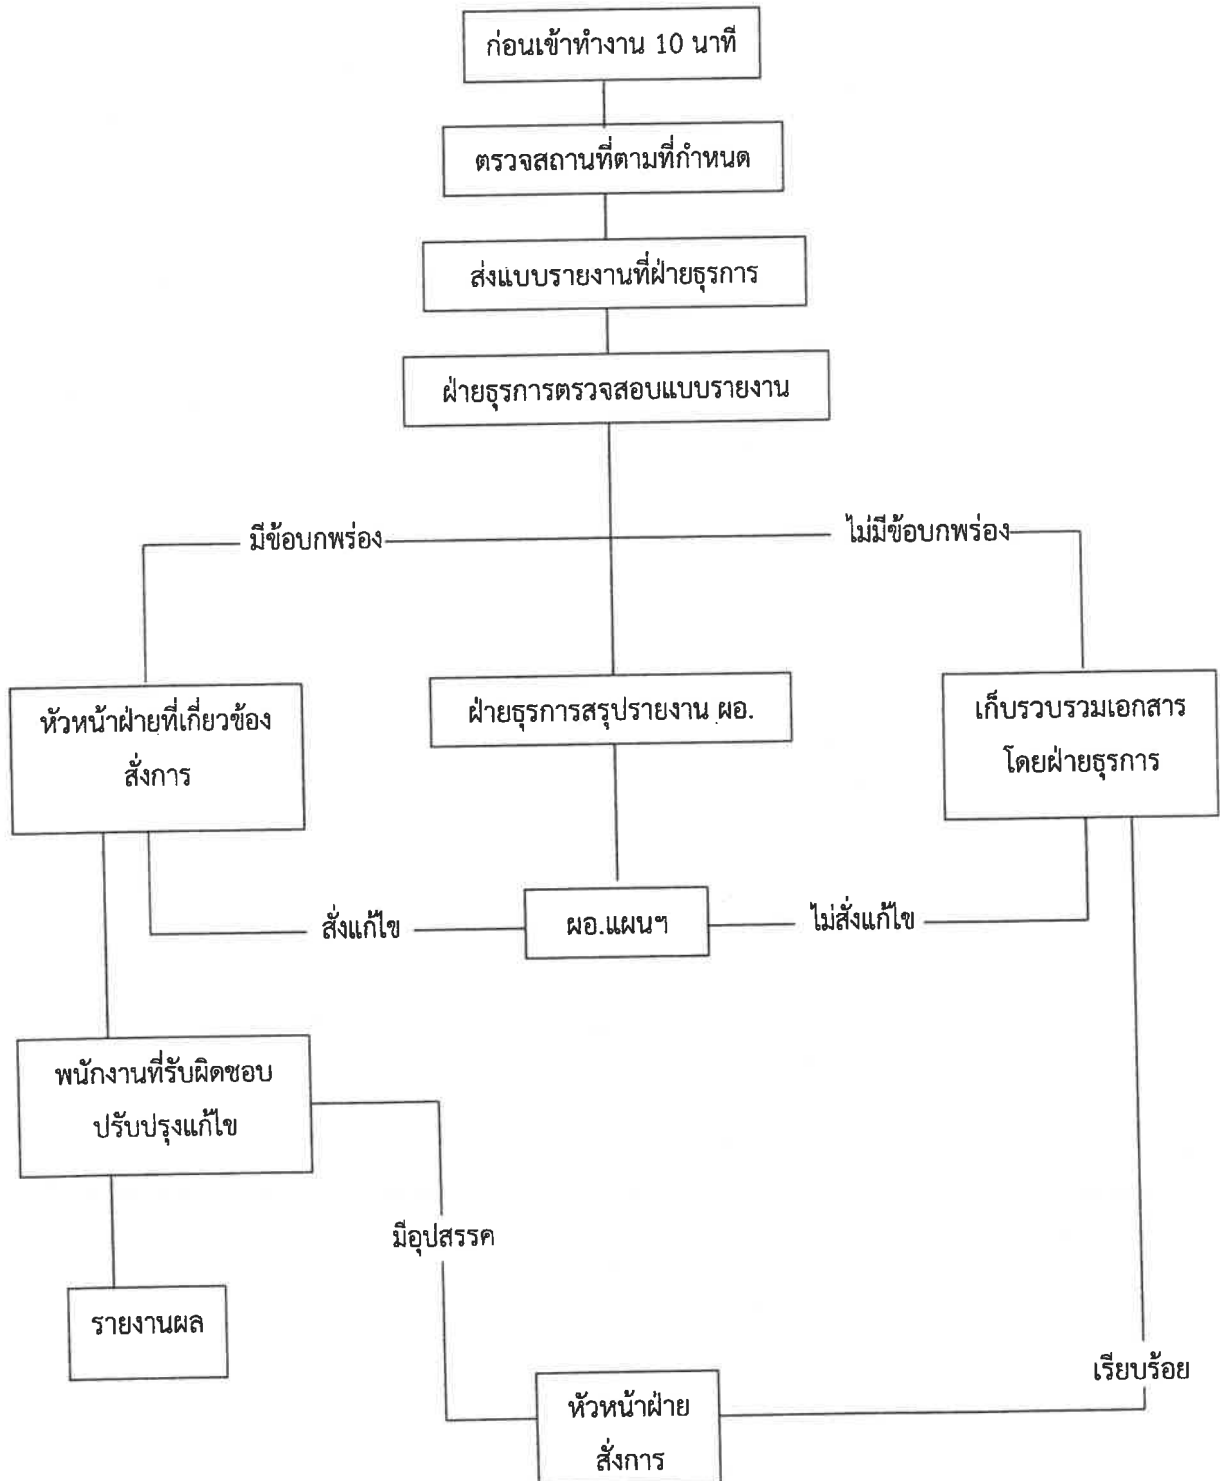 ก่อนเข้าทำงาน 10 นาที
ตรวจสถานที่ตามที่กำหนด
ส่งแบบรายงานที่ฝ่ายธุรการ
ฝ่ายธุรการตรวจสอบแบบรายงาน
มีข้อบกพร่อง
ไม่มีข้อบกพร่อง
หัวหน้าฝ่ายที่เกี่ยวข้อง
สั่งการ
ฝ่ายธุรการสรุปรายงาน ผอ.
เก็บรวบรวมเอกสาร
โดยฝ่ายธุรการ
สั่งแก้ไข
ผอ.แผนฯ
ไม่สั่งแก้ไข
พนักงานที่รับผิดชอบ
ปรับปรุงแก้ไข
มีอุปสรรค
รายงานผล
เรียบร้อย
หัวหน้าฝ่าย
สั่งการ